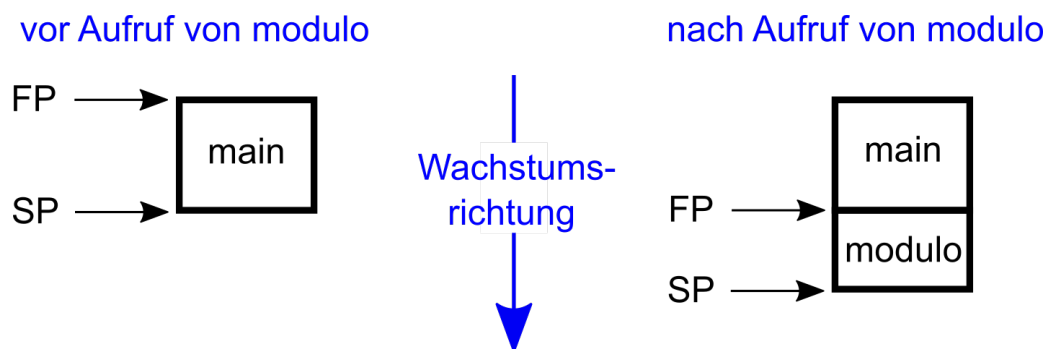 vor Aufruf von modulo
nach Aufruf von modulo
FP
main
SP
Wachstums-
richtung
main
FP
modulo
SP